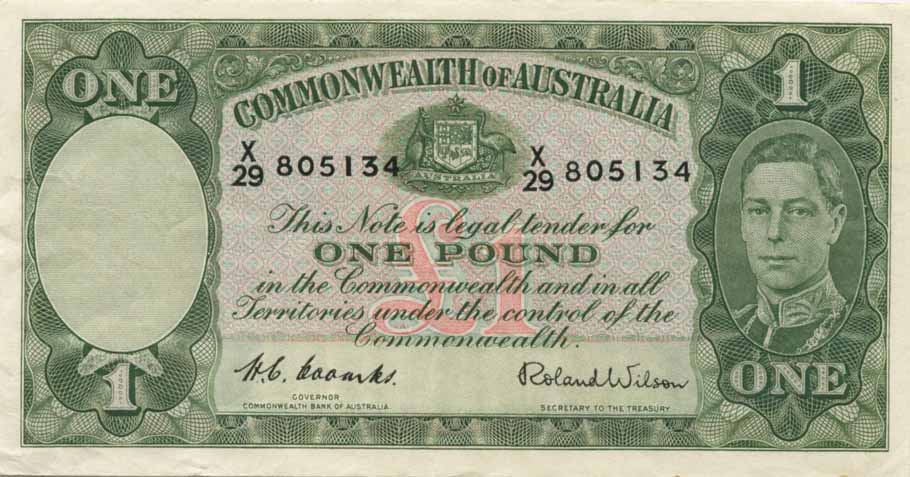 ONE
1
COMMONWEALTH OF AUSTRALIA
X/29 805134
AUSTRALIA
X/29 805134
This Note is legal tender for
ONE POUND
£1
in the Commonwealth and in all
Territories under the control of the
Commonwealth.
H.C. Coombs.
Roland Wilson
GOVERNOR
COMMONWEALTH BANK OF AUSTRALIA
SECRETARY TO THE TREASURY
1
ONE